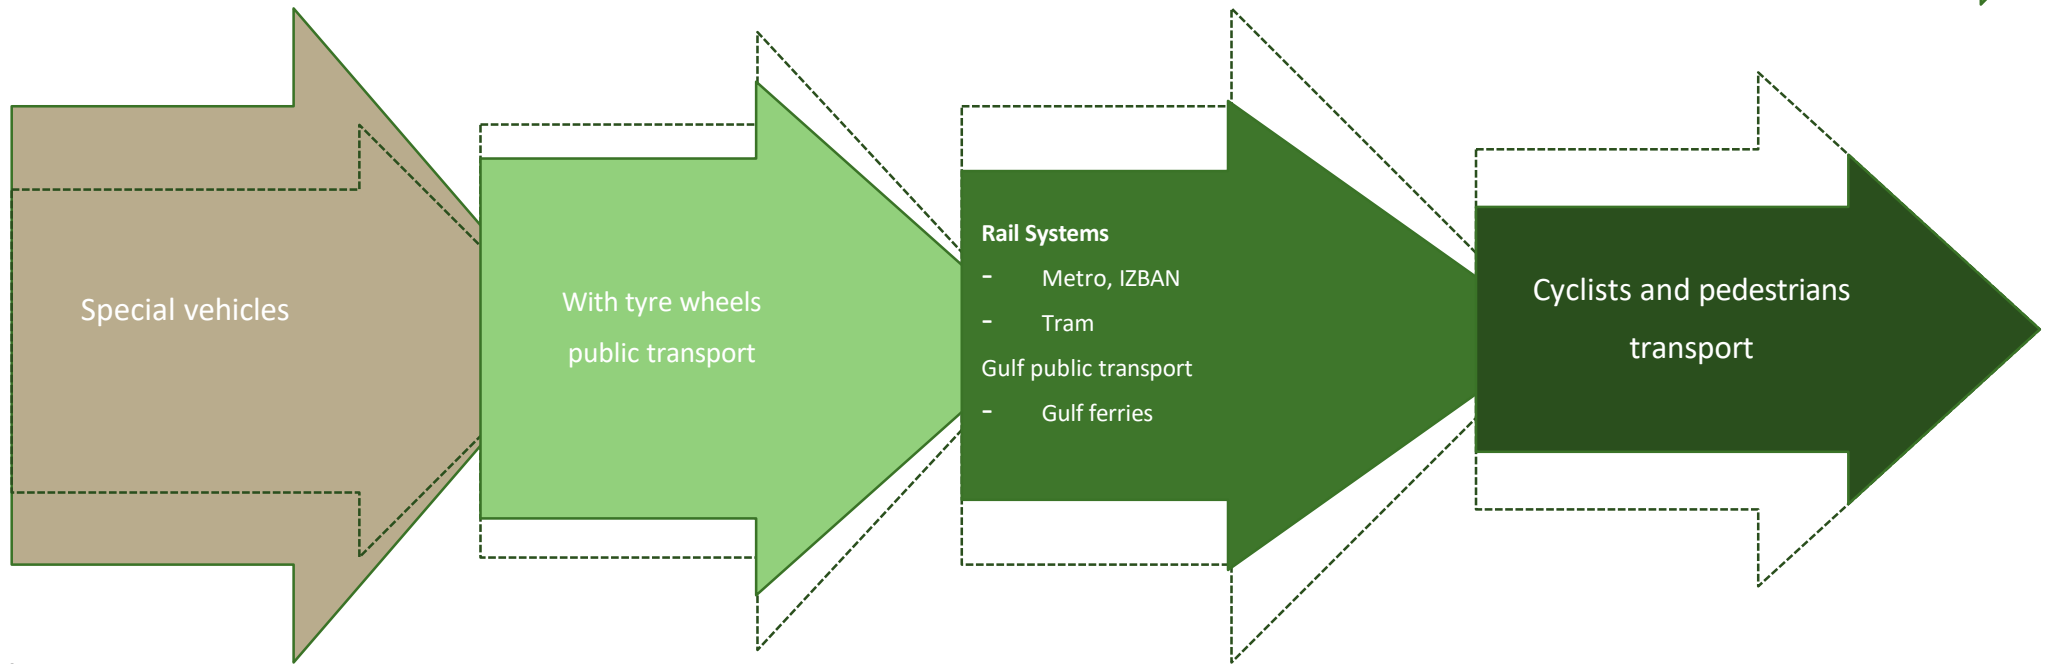 Special vehicles
With tyre wheels
public transport
Rail Systems
- Metro, IZBAN
- Tram
Gulf public transport
- Gulf ferries
Cyclists and pedestrians
transport